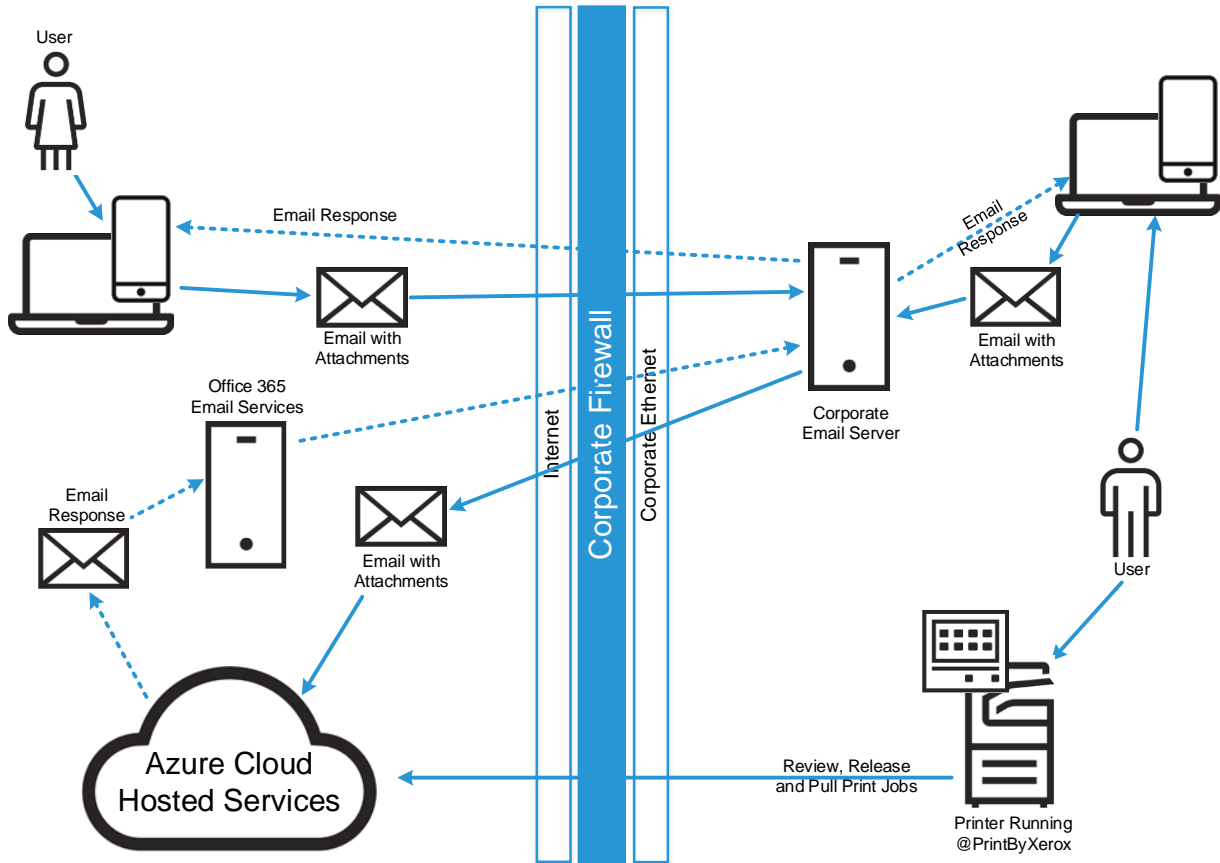 User
Email Response
Email with
Attachments
Office 365
Email Services
Email
Response
Email with
Attachments
Azure Cloud
Hosted Services
Internet
Corporate Firewall
Corporate Ethernet
Email
Response
Email with
Attachments
Corporate
Email Server
User
Review, Release
and Pull Print Jobs
Printer Running
@PrintByXerox